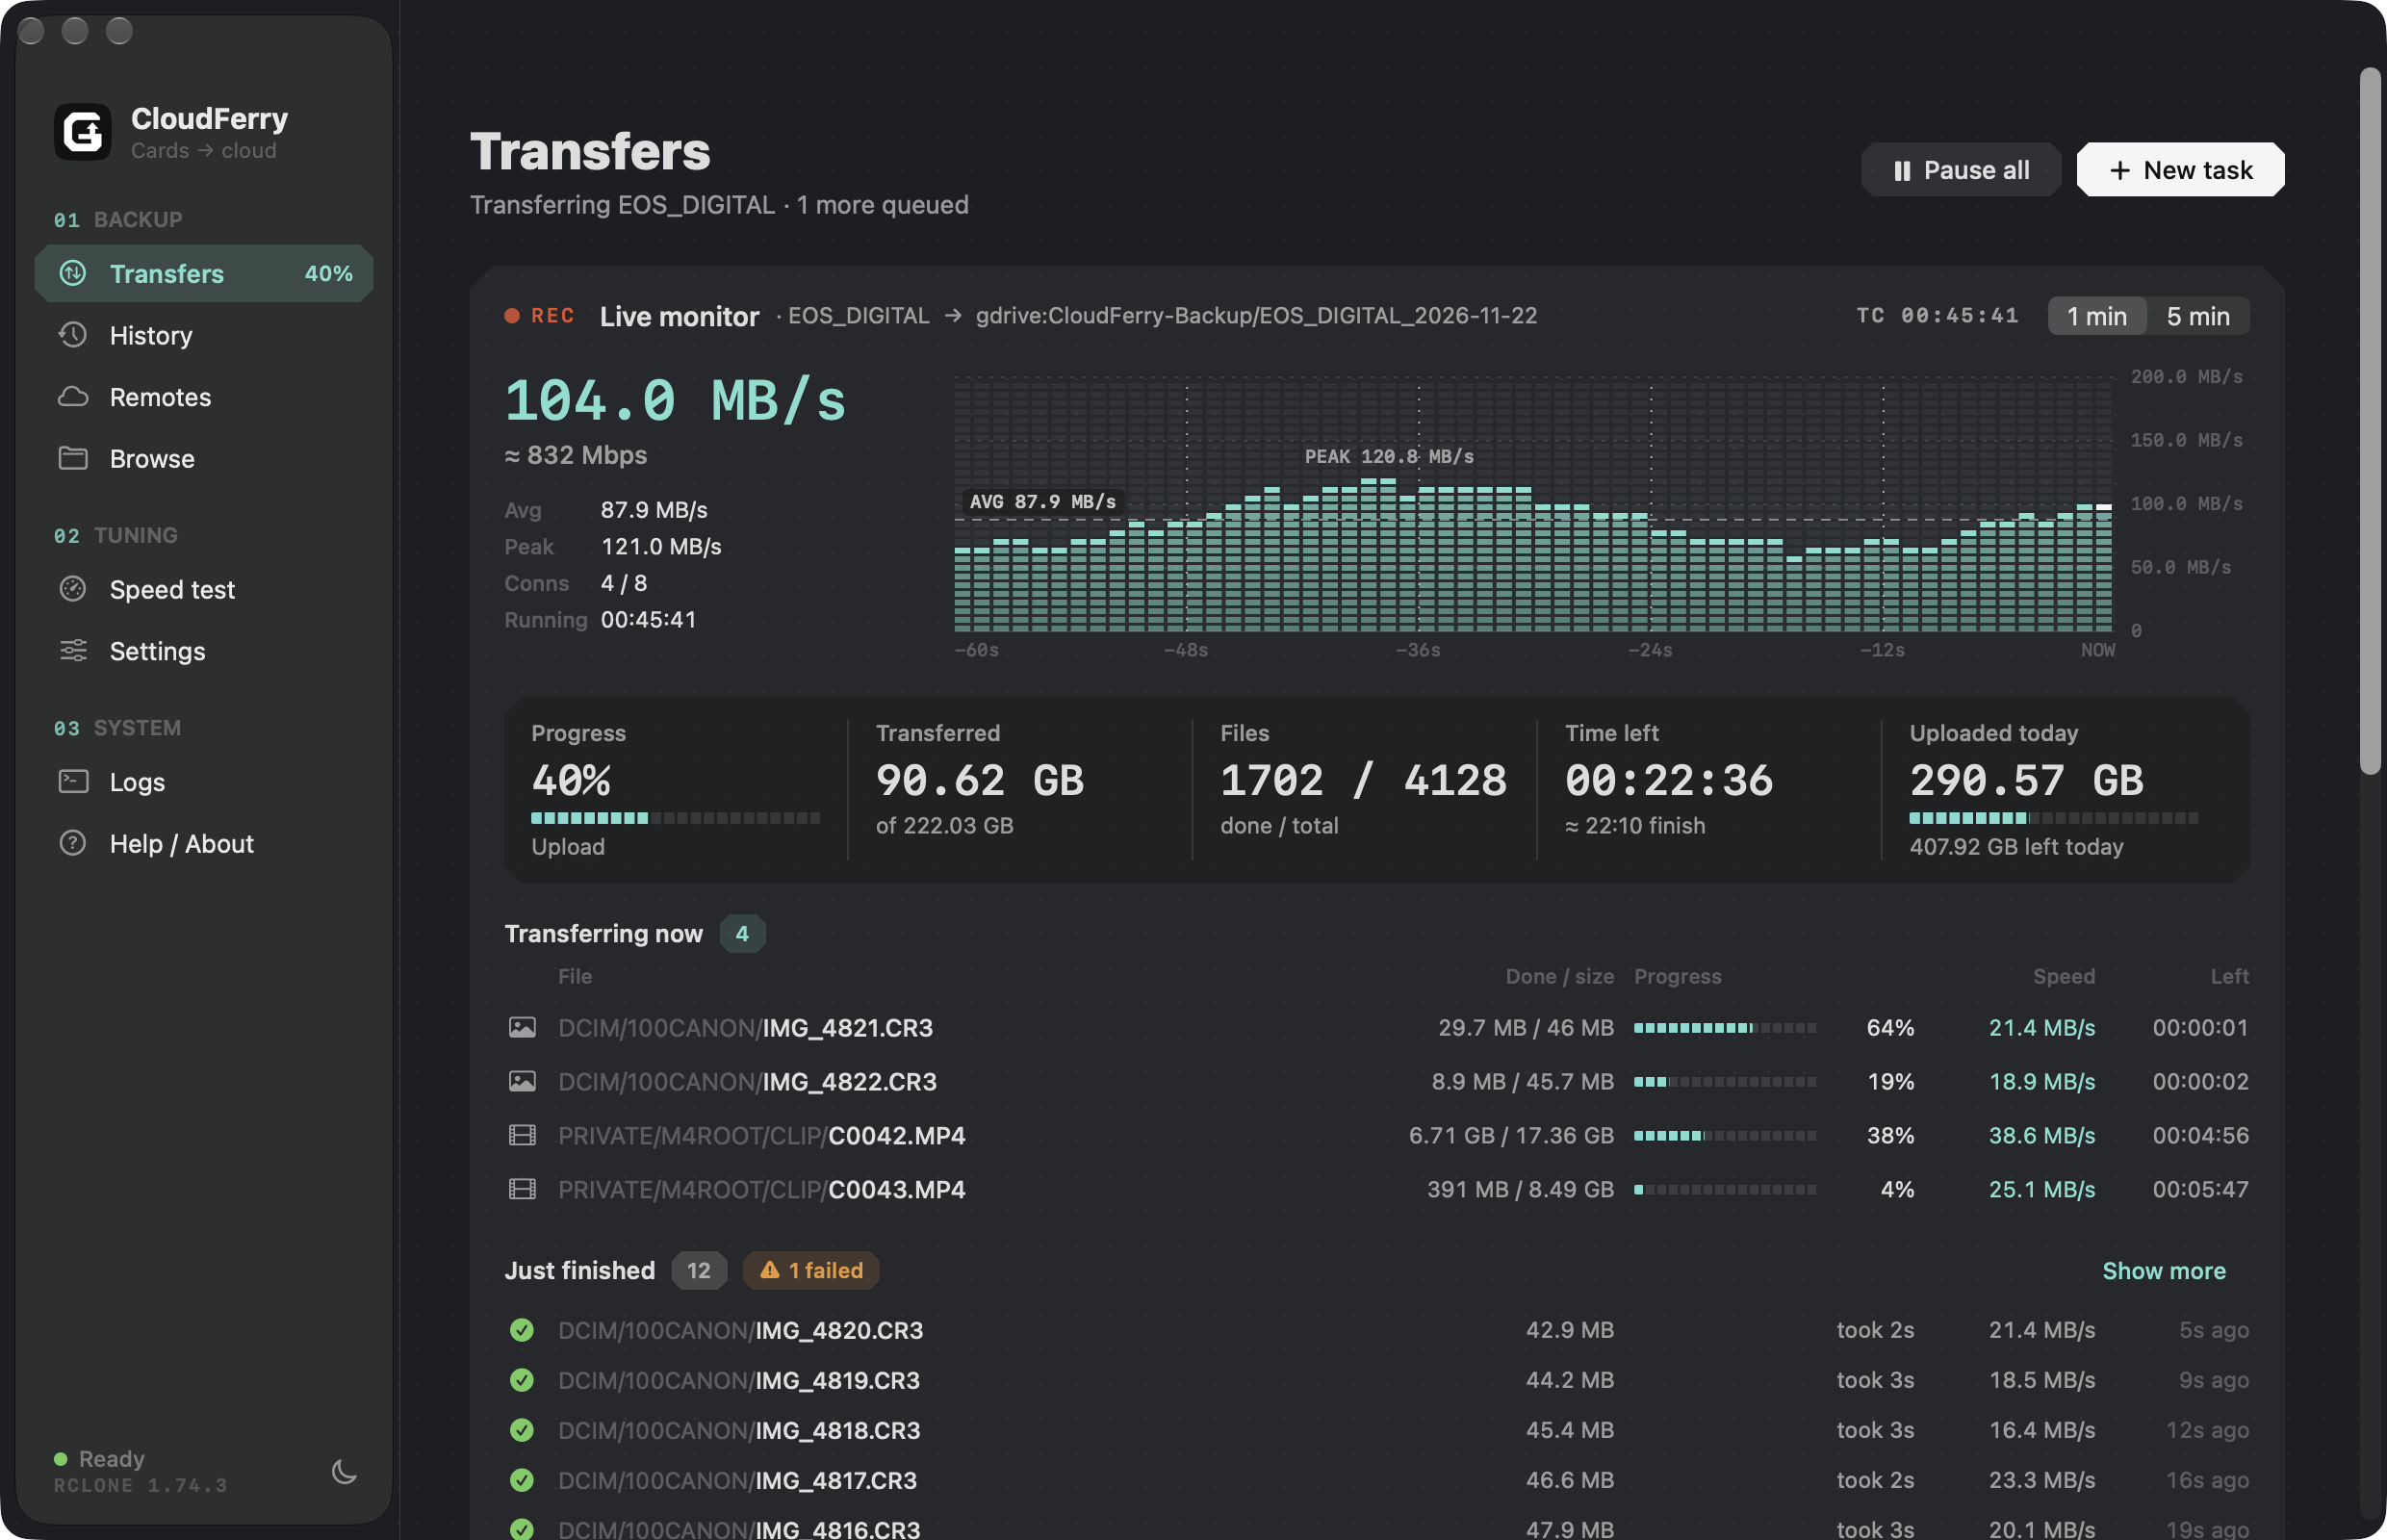 CloudFerry
Cards → cloud
01 BACKUP
Transfers 40%
History
Remotes
Browse
02 TUNING
Speed test
Settings
03 SYSTEM
Logs
Help / About
Ready
RCLONE 1.74.3
Transfers
Transferring EOS_DIGITAL · 1 more queued
Pause all
+ New task
REC Live monitor · EOS_DIGITAL → gdrive:CloudFerry-Backup/EOS_DIGITAL_2026-11-22
TC 00:45:41 1 min 5 min
104.0 MB/s
≈ 832 Mbps
Avg 87.9 MB/s
Peak 121.0 MB/s
Conns 4 / 8
Running 00:45:41
PEAK 120.8 MB/s
AVG 87.9 MB/s
200.0 MB/s
150.0 MB/s
100.0 MB/s
50.0 MB/s
0
−60s −48s −36s −24s −12s NOW
Progress
40%
Upload
Transferred
90.62 GB
of 222.03 GB
Files
1702 / 4128
done / total
Time left
00:22:36
≈ 22:10 finish
Uploaded today
290.57 GB
407.92 GB left today
Transferring now 4
File Done / size Progress Speed Left
DCIM/100CANON/IMG_4821.CR3 29.7 MB / 46 MB 64% 21.4 MB/s 00:00:01
DCIM/100CANON/IMG_4822.CR3 8.9 MB / 45.7 MB 19% 18.9 MB/s 00:00:02
PRIVATE/M4ROOT/CLIP/C0042.MP4 6.71 GB / 17.36 GB 38% 38.6 MB/s 00:04:56
PRIVATE/M4ROOT/CLIP/C0043.MP4 391 MB / 8.49 GB 4% 25.1 MB/s 00:05:47
Just finished 12 1 failed Show more
DCIM/100CANON/IMG_4820.CR3 42.9 MB took 2s 21.4 MB/s 5s ago
DCIM/100CANON/IMG_4819.CR3 44.2 MB took 3s 18.5 MB/s 9s ago
DCIM/100CANON/IMG_4818.CR3 45.4 MB took 3s 16.4 MB/s 12s ago
DCIM/100CANON/IMG_4817.CR3 46.6 MB took 2s 23.3 MB/s 16s ago
DCIM/100CANON/IMG_4816.CR3 47.9 MB took 3s 20.1 MB/s 19s ago